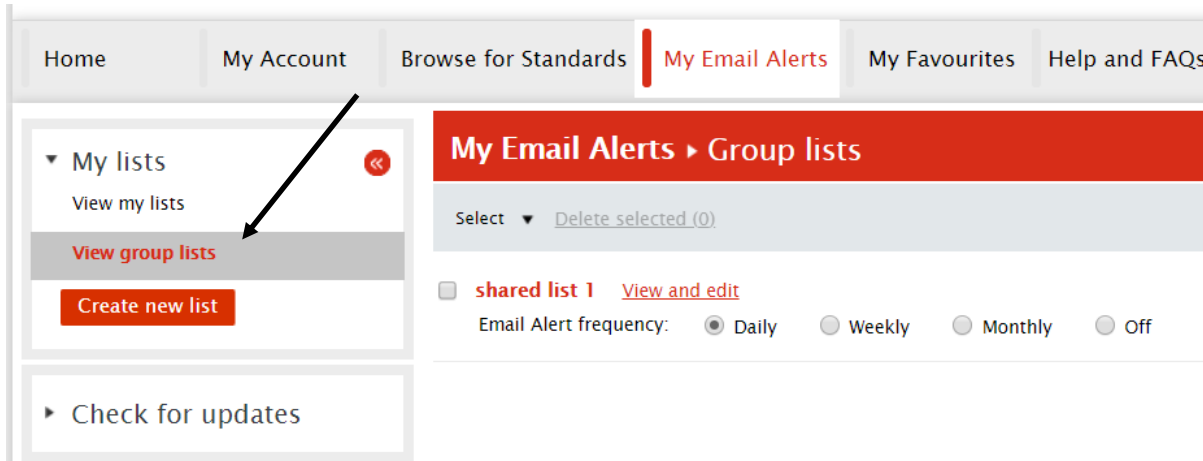 Home My Account Browse for Standards My Email Alerts My Favourites Help and FAQs
My lists
View my lists
View group lists
Create new list
Check for updates
My Email Alerts ▸ Group lists
Select ▼ Delete selected (0)
shared list 1 View and edit
Email Alert frequency: Daily Weekly Monthly Off